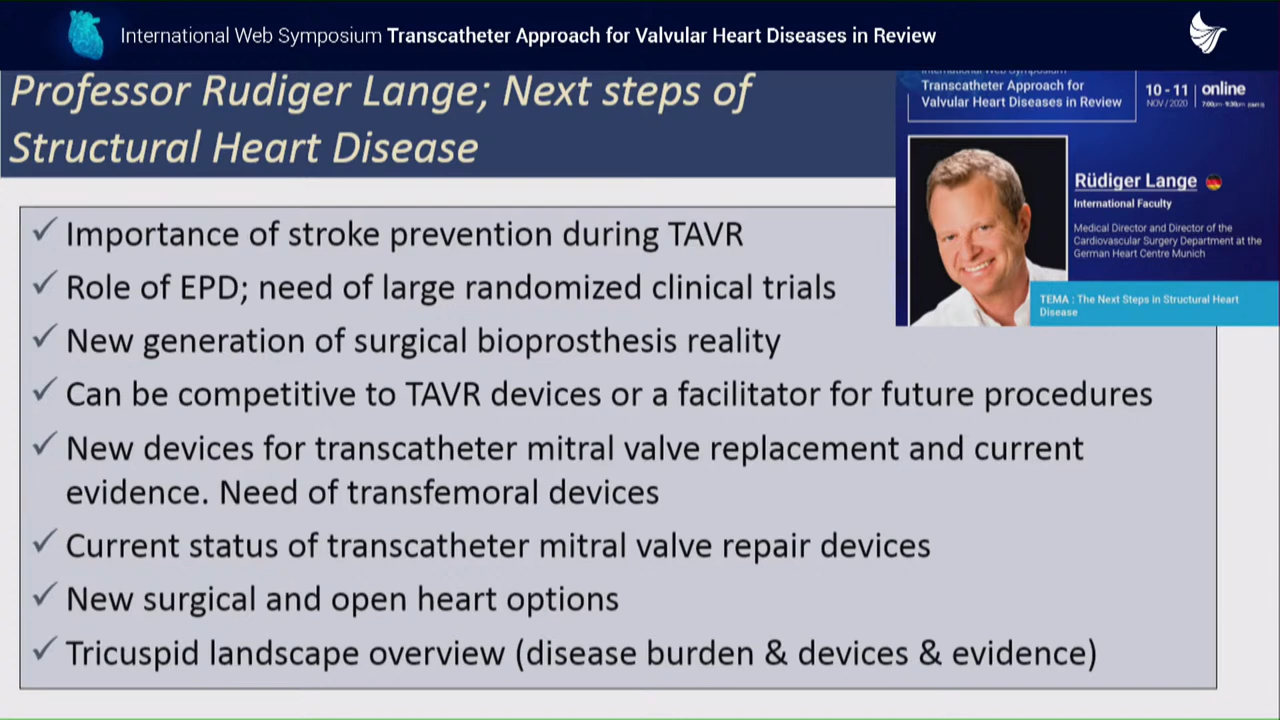 International Web Symposium Transcatheter Approach for Valvular Heart Diseases in Review
Professor Rudiger Lange; Next steps of
Structural Heart Disease
International Web Symposium
Transcatheter Approach for
Valvular Heart Diseases in Review
10 - 11
NOV / 2020
online
Rüdiger Lange
International Faculty
Medical Director and Director of the
Cardiovascular Surgery Department at the
German Heart Centre Munich
TEMA : The Next Steps in Structural Heart
Disease
✓ Importance of stroke prevention during TAVR
✓ Role of EPD; need of large randomized clinical trials
✓ New generation of surgical bioprosthesis reality
✓ Can be competitive to TAVR devices or a facilitator for future procedures
✓ New devices for transcatheter mitral valve replacement and current
evidence. Need of transfemoral devices
✓ Current status of transcatheter mitral valve repair devices
✓ New surgical and open heart options
✓ Tricuspid landscape overview (disease burden & devices & evidence)